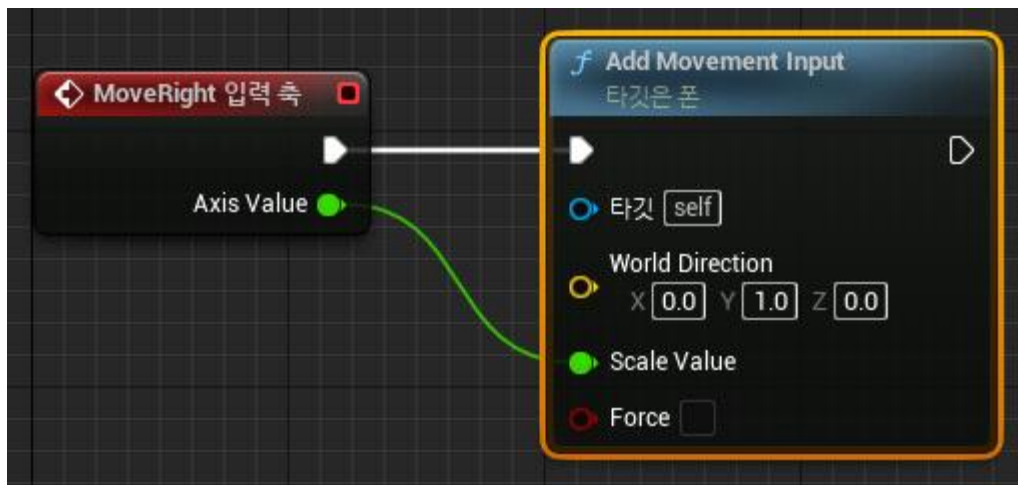 MoveRight 입력 축
Axis Value
Add Movement Input
타깃은 폰
타깃 self
World Direction
X 0.0 Y 1.0 Z 0.0
Scale Value
Force